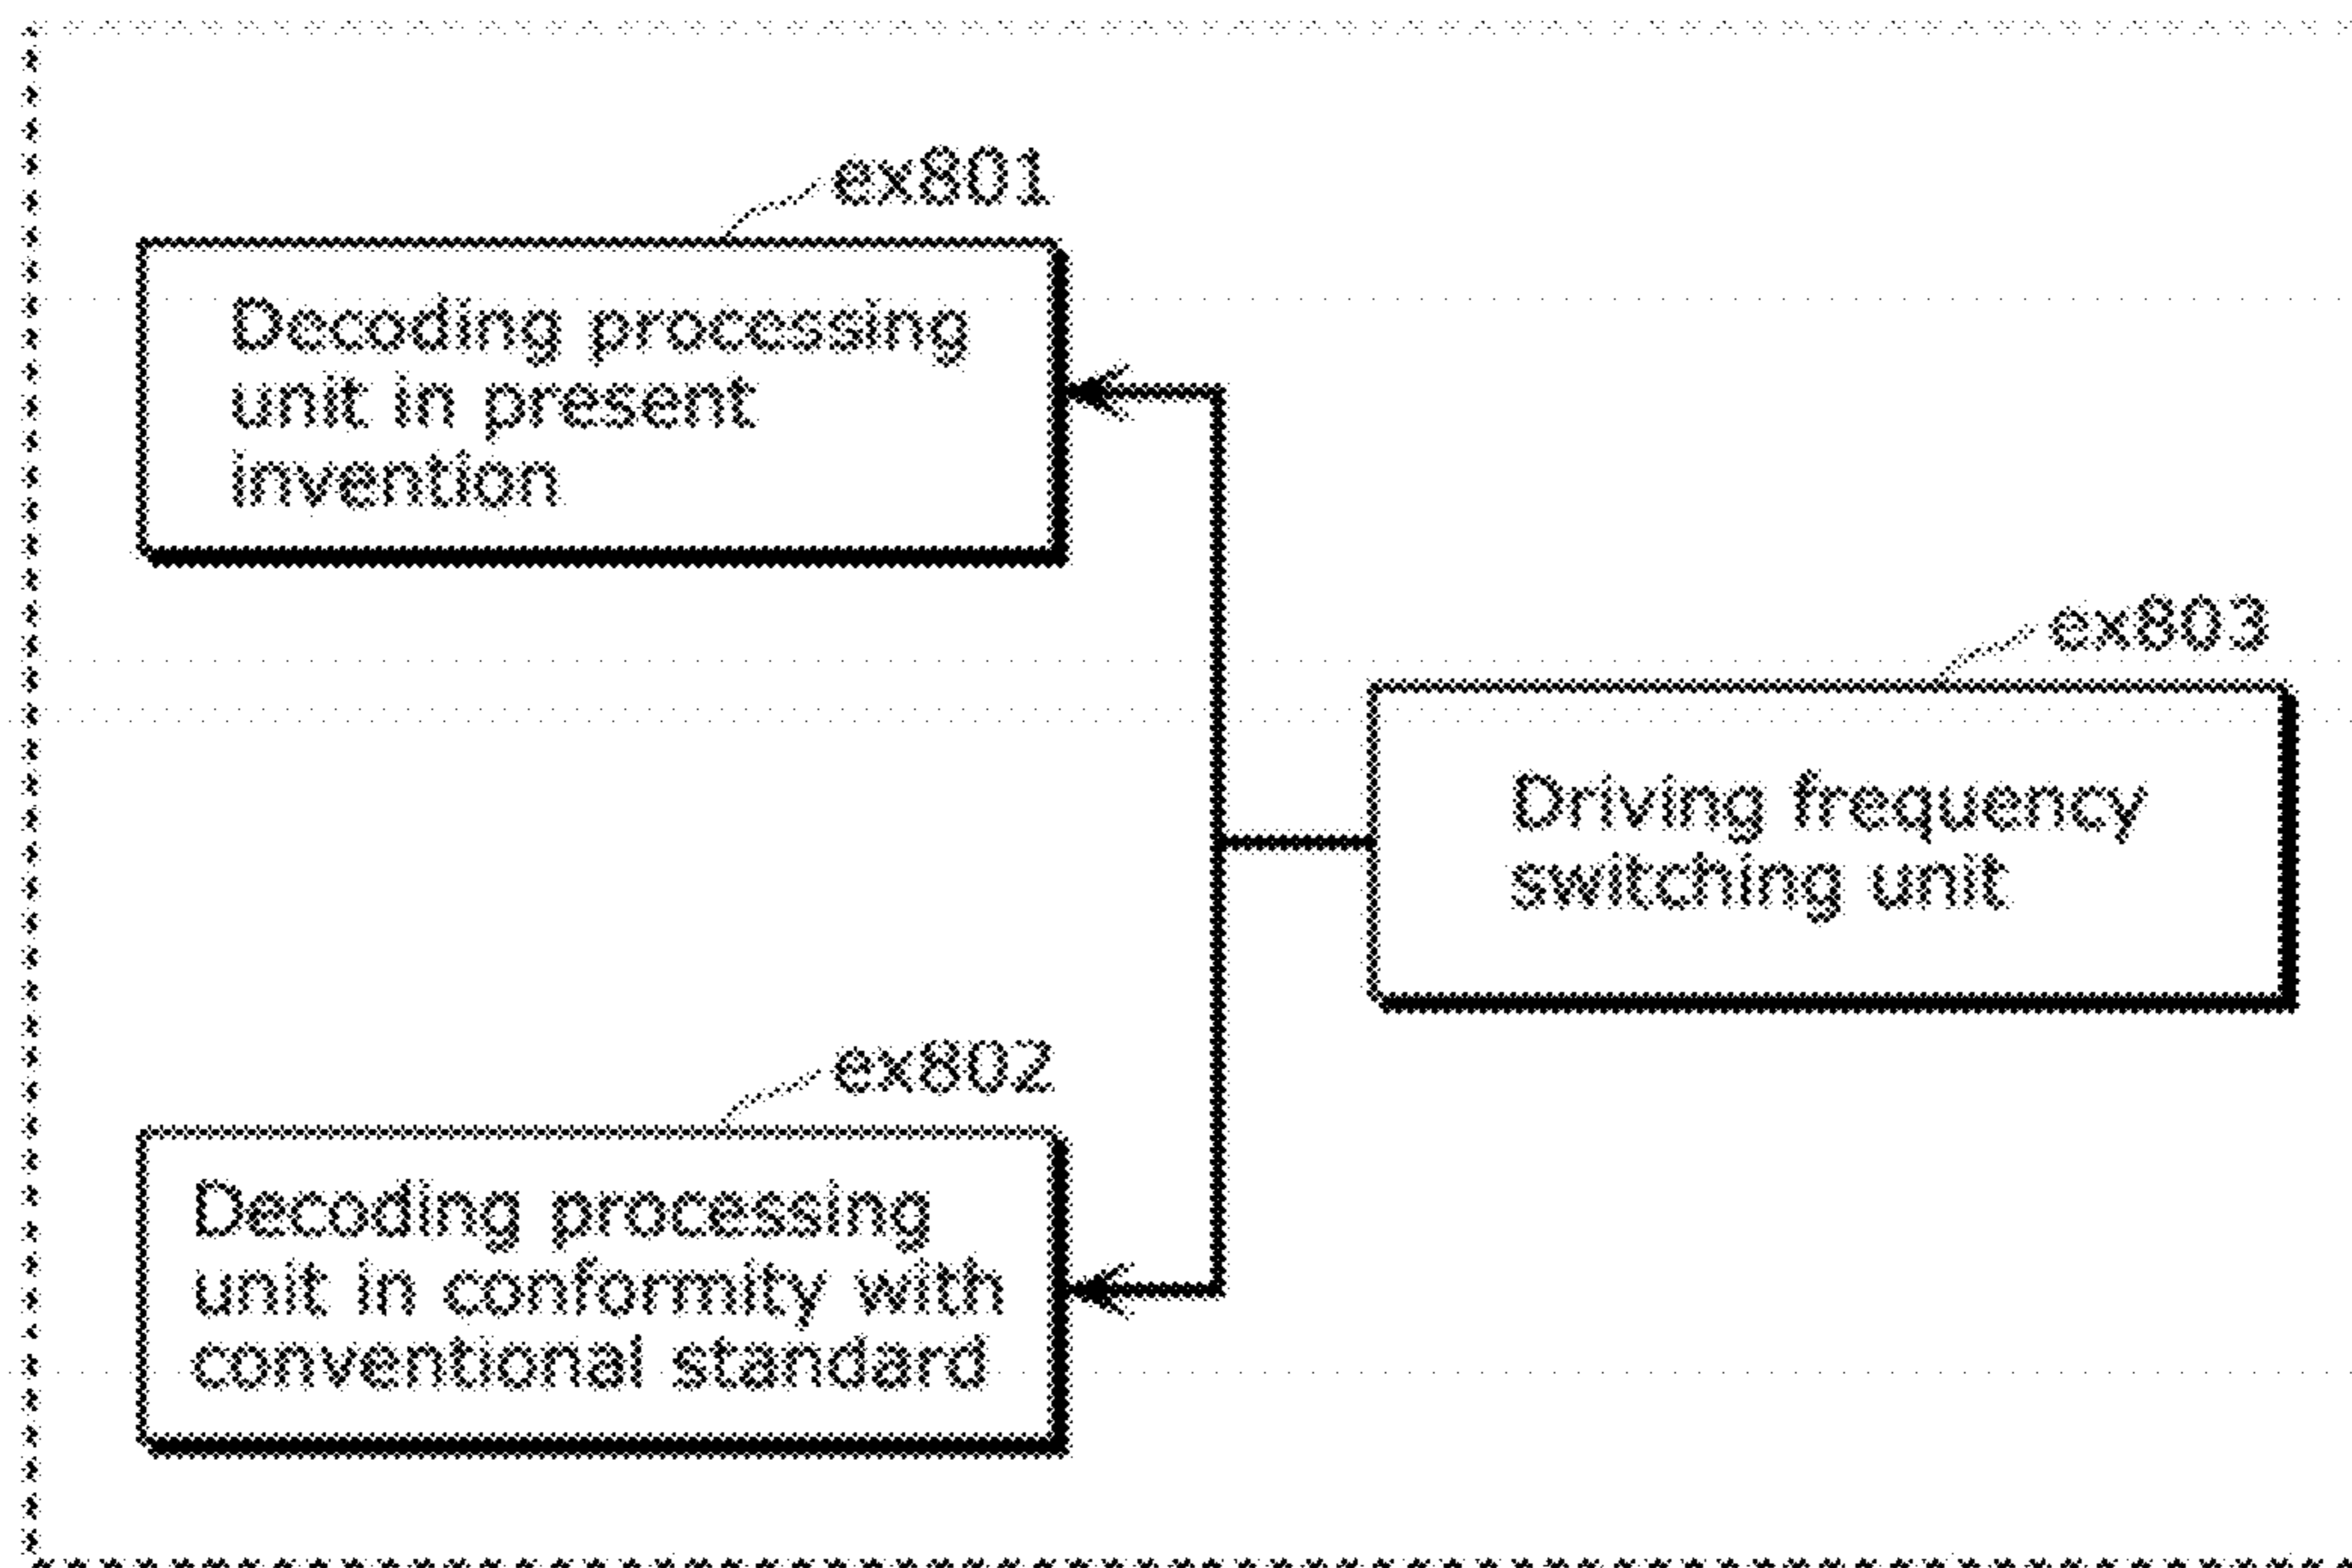 ex801
Decoding processing
unit in present
invention
ex803
Driving frequency
switching unit
ex802
Decoding processing
unit in conformity with
conventional standard